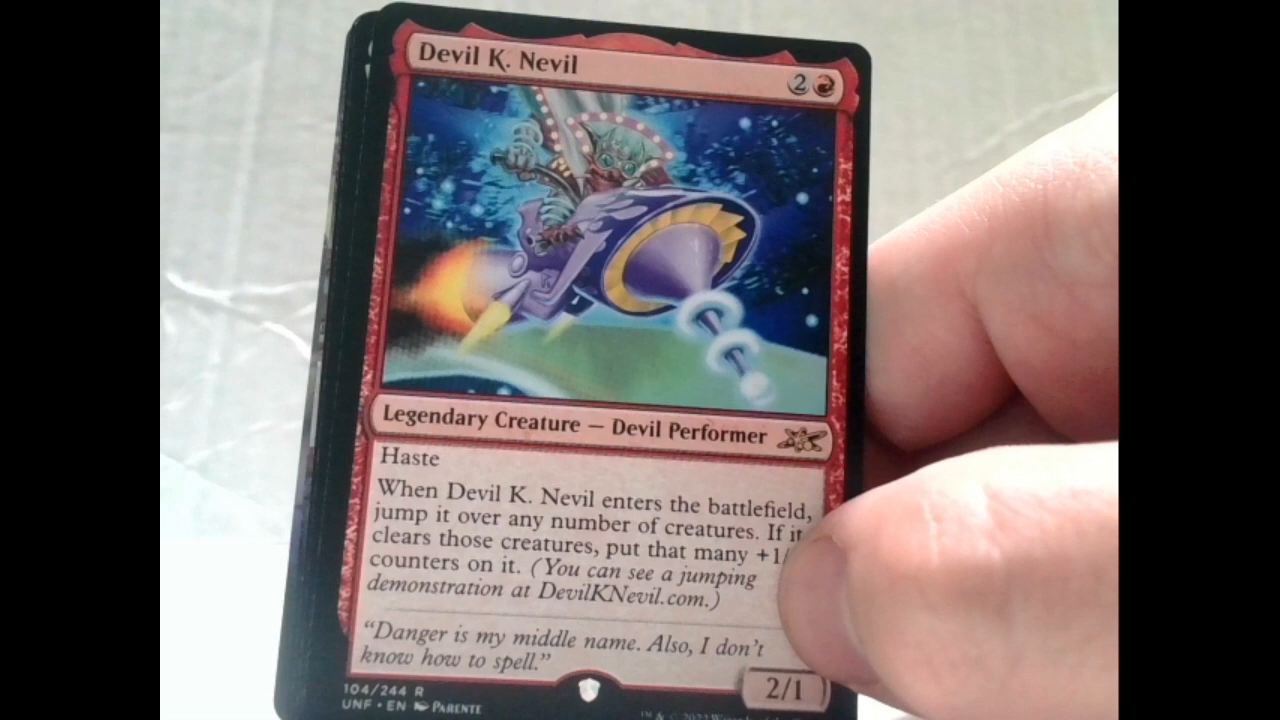 Devil K. Nevil
2
Legendary Creature — Devil Performer
Haste
When Devil K. Nevil enters the battlefield,
jump it over any number of creatures. If it
clears those creatures, put that many +1/
counters on it. (You can see a jumping
demonstration at DevilKNevil.com.)
“Danger is my middle name. Also, I don’t
know how to spell.”
2/1
104/244 R
UNF • EN PARENTE
™ & © 2022